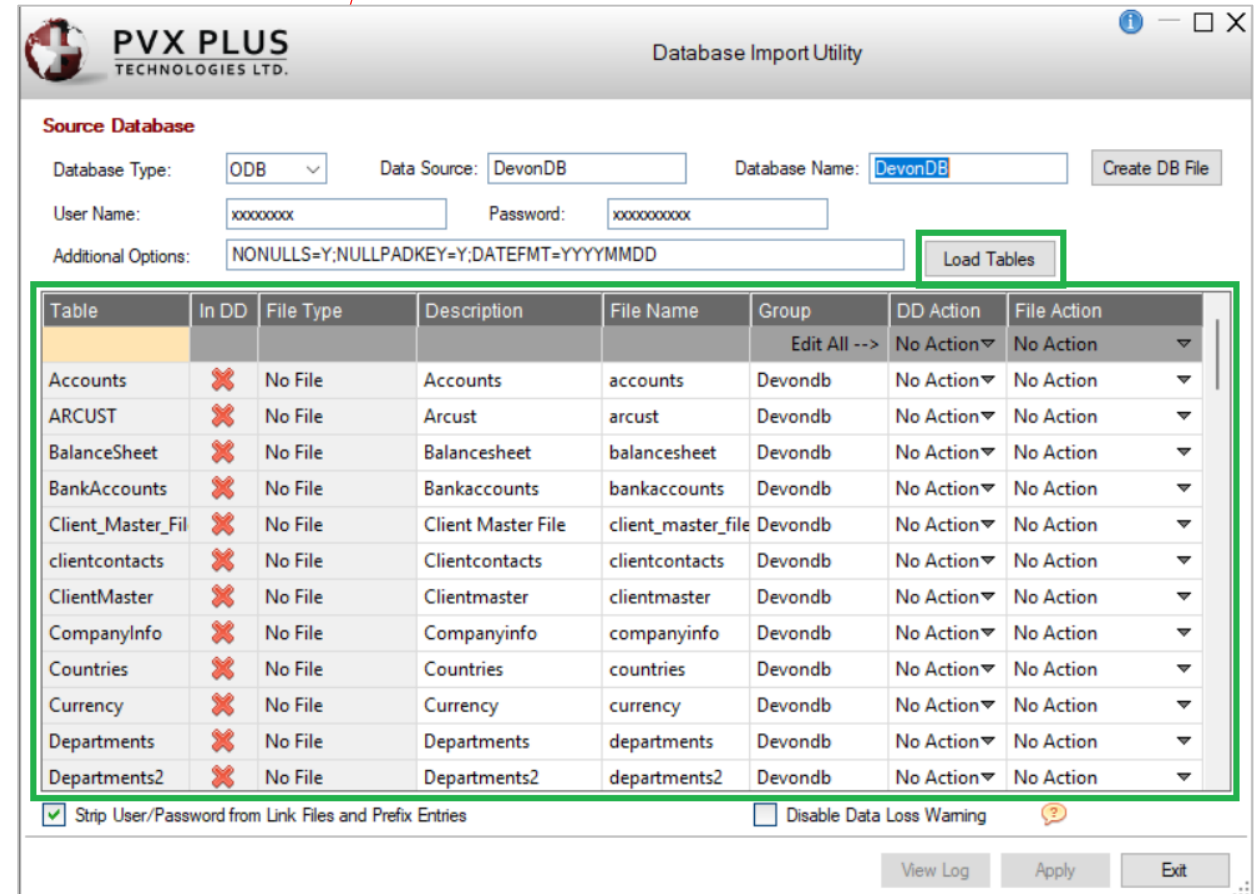 PVX PLUS
TECHNOLOGIES LTD.
Database Import Utility
Source Database
Database Type: ODB Data Source: DevonDB Database Name: DevonDB Create DB File
User Name: xxxxxxxx Password: xxxxxxxxxx
Additional Options: NONULLS=Y;NULLPADKEY=Y;DATEFMT=YYYYMMDD Load Tables
Table In DD File Type Description File Name Group DD Action File Action
Edit All --> No Action No Action
Accounts No File Accounts accounts Devondb No Action No Action
ARCUST No File Arcust arcust Devondb No Action No Action
BalanceSheet No File Balancesheet balancesheet Devondb No Action No Action
BankAccounts No File Bankaccounts bankaccounts Devondb No Action No Action
Client_Master_Fil No File Client Master File client_master_file Devondb No Action No Action
clientcontacts No File Clientcontacts clientcontacts Devondb No Action No Action
ClientMaster No File Clientmaster clientmaster Devondb No Action No Action
CompanyInfo No File Companyinfo companyinfo Devondb No Action No Action
Countries No File Countries countries Devondb No Action No Action
Currency No File Currency currency Devondb No Action No Action
Departments No File Departments departments Devondb No Action No Action
Departments2 No File Departments2 departments2 Devondb No Action No Action
Strip User/Password from Link Files and Prefix Entries Disable Data Loss Warning ?
View Log Apply Exit